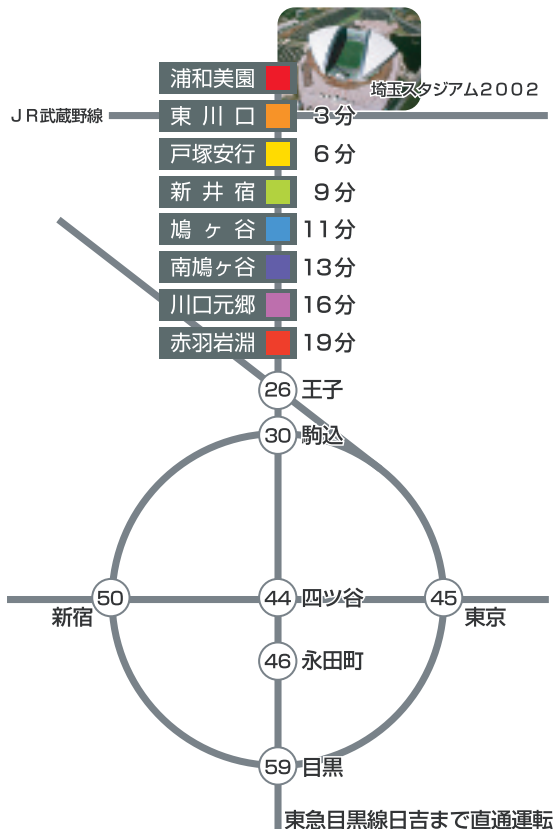 浦和美園
埼玉スタジアム2002
JR武蔵野線
東川口 3分
戸塚安行 6分
新井宿 9分
鳩ヶ谷 11分
南鳩ヶ谷 13分
川口元郷 16分
赤羽岩淵 19分
26 王子
30 駒込
50 新宿
44 四ツ谷
45 東京
46 永田町
59 目黒
東急目黒線日吉まで直通運転